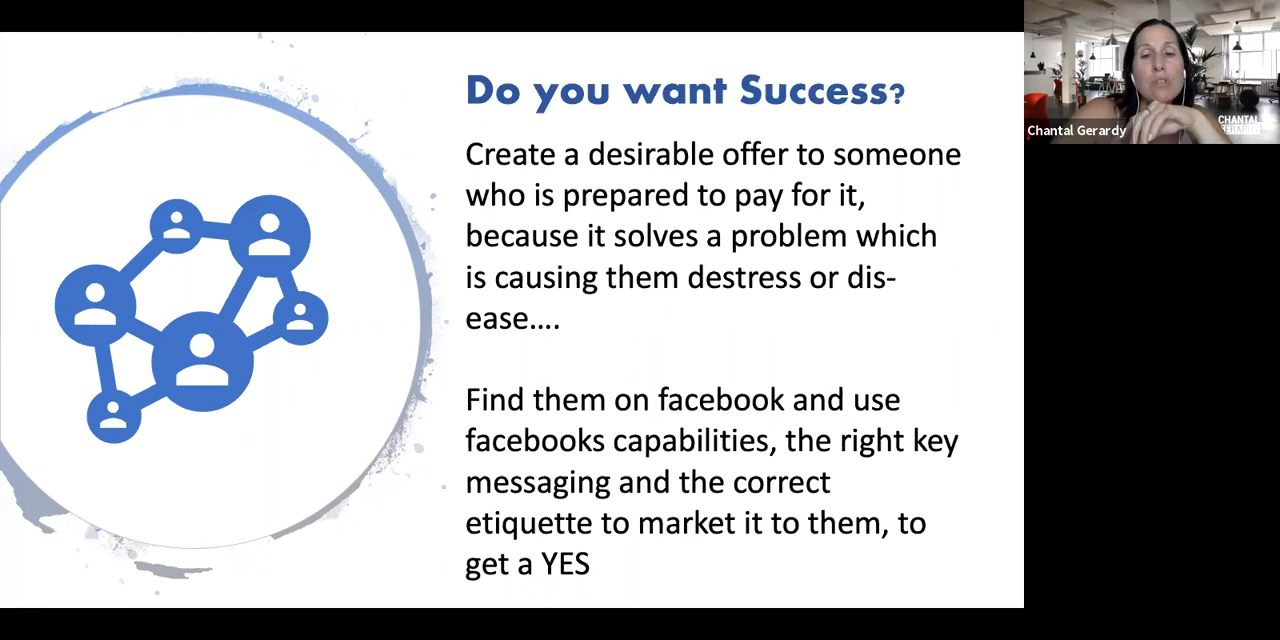 Do you want Success?
Create a desirable offer to someone
who is prepared to pay for it,
because it solves a problem which
is causing them destress or dis-
ease....
Find them on facebook and use
facebooks capabilities, the right key
messaging and the correct
etiquette to market it to them, to
get a YES
Chantal Gerardy
CHANTAL
GERARDY